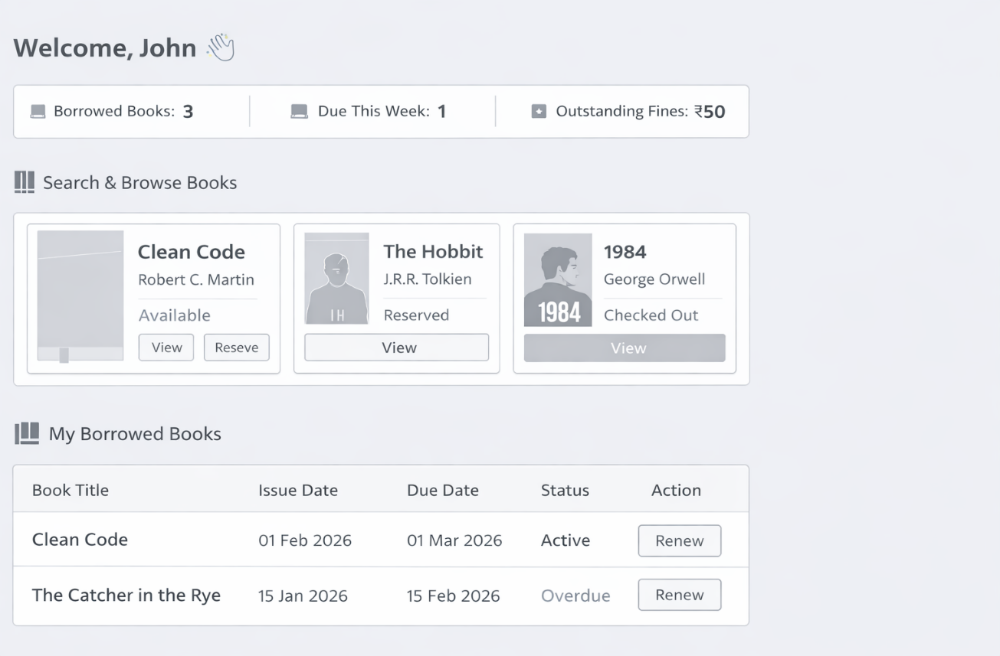 Welcome, John
Borrowed Books: 3 Due This Week: 1 Outstanding Fines: ₹50
Search & Browse Books
Clean Code
Robert C. Martin
Available
View Reseve
IH
The Hobbit
J.R.R. Tolkien
Reserved
View
1984
1984
George Orwell
Checked Out
View
My Borrowed Books
Book Title Issue Date Due Date Status Action
Clean Code 01 Feb 2026 01 Mar 2026 Active Renew
The Catcher in the Rye 15 Jan 2026 15 Feb 2026 Overdue Renew